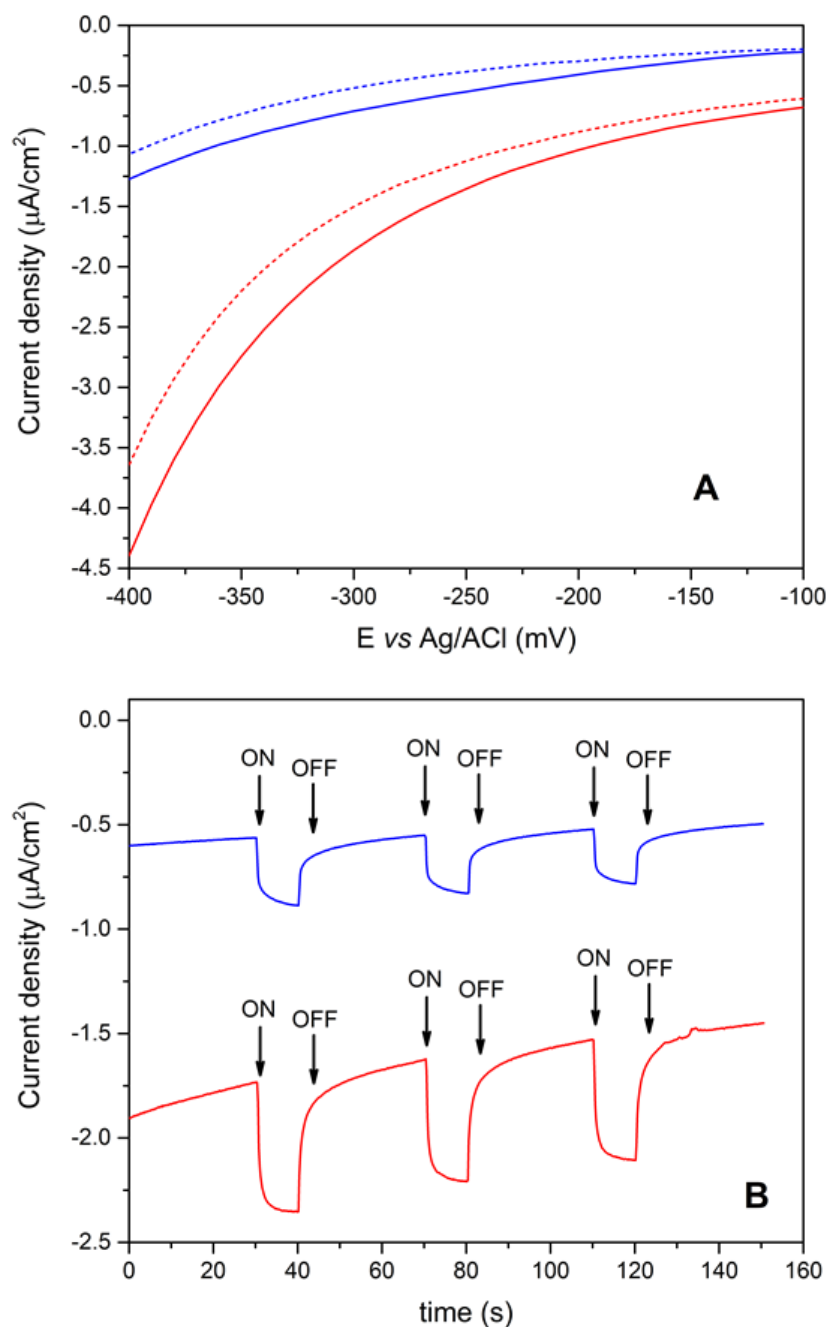 0.0
-0.5
-1.0
-1.5
-2.0
-2.5
-3.0
-3.5
-4.0
-4.5
Current density (μA/cm²)
A
-400 -350 -300 -250 -200 -150 -100
E vs Ag/ACl (mV)
0.0
-0.5
-1.0
-1.5
-2.0
-2.5
Current density (μA/cm²)
ON OFF ON OFF ON OFF
ON OFF ON OFF ON OFF
B
0 20 40 60 80 100 120 140 160
time (s)